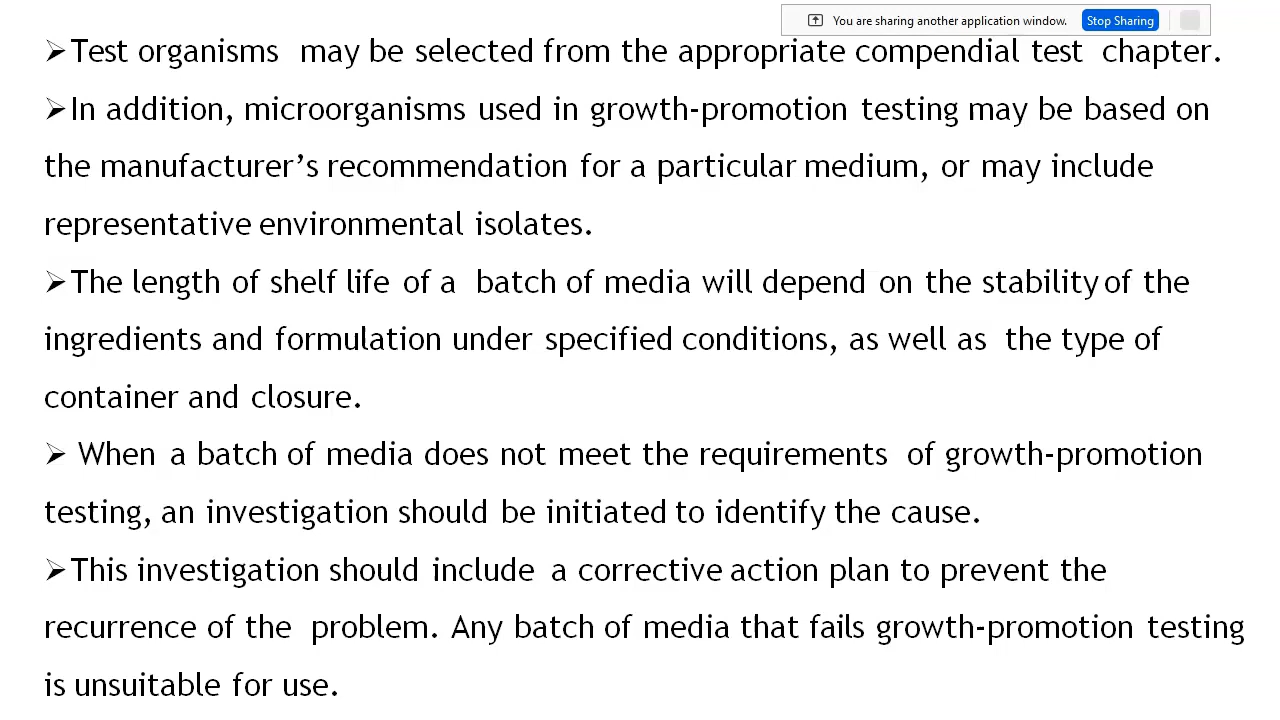 You are sharing another application window. Stop Sharing
➢Test organisms may be selected from the appropriate compendial test chapter.
➢In addition, microorganisms used in growth-promotion testing may be based on
the manufacturer’s recommendation for a particular medium, or may include
representative environmental isolates.
➢The length of shelf life of a batch of media will depend on the stability of the
ingredients and formulation under specified conditions, as well as the type of
container and closure.
➢ When a batch of media does not meet the requirements of growth-promotion
testing, an investigation should be initiated to identify the cause.
➢This investigation should include a corrective action plan to prevent the
recurrence of the problem. Any batch of media that fails growth-promotion testing
is unsuitable for use.